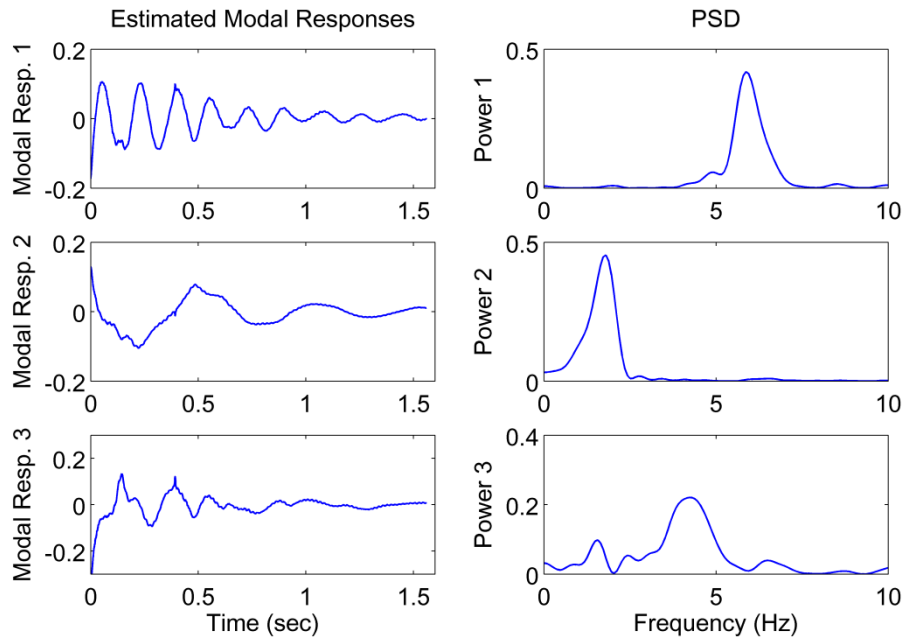 Estimated Modal Responses
PSD
Modal Resp. 1
0.2
0
-0.2
0 0.5 1 1.5
Power 1
0.5
0
0 5 10
Modal Resp. 2
0.2
0
-0.2
0 0.5 1 1.5
Power 2
0.5
0
0 5 10
Modal Resp. 3
0.2
0
0.2
0 0.5 1 1.5
Time (sec)
Power 3
0.4
0.2
0
0 5 10
Frequency (Hz)